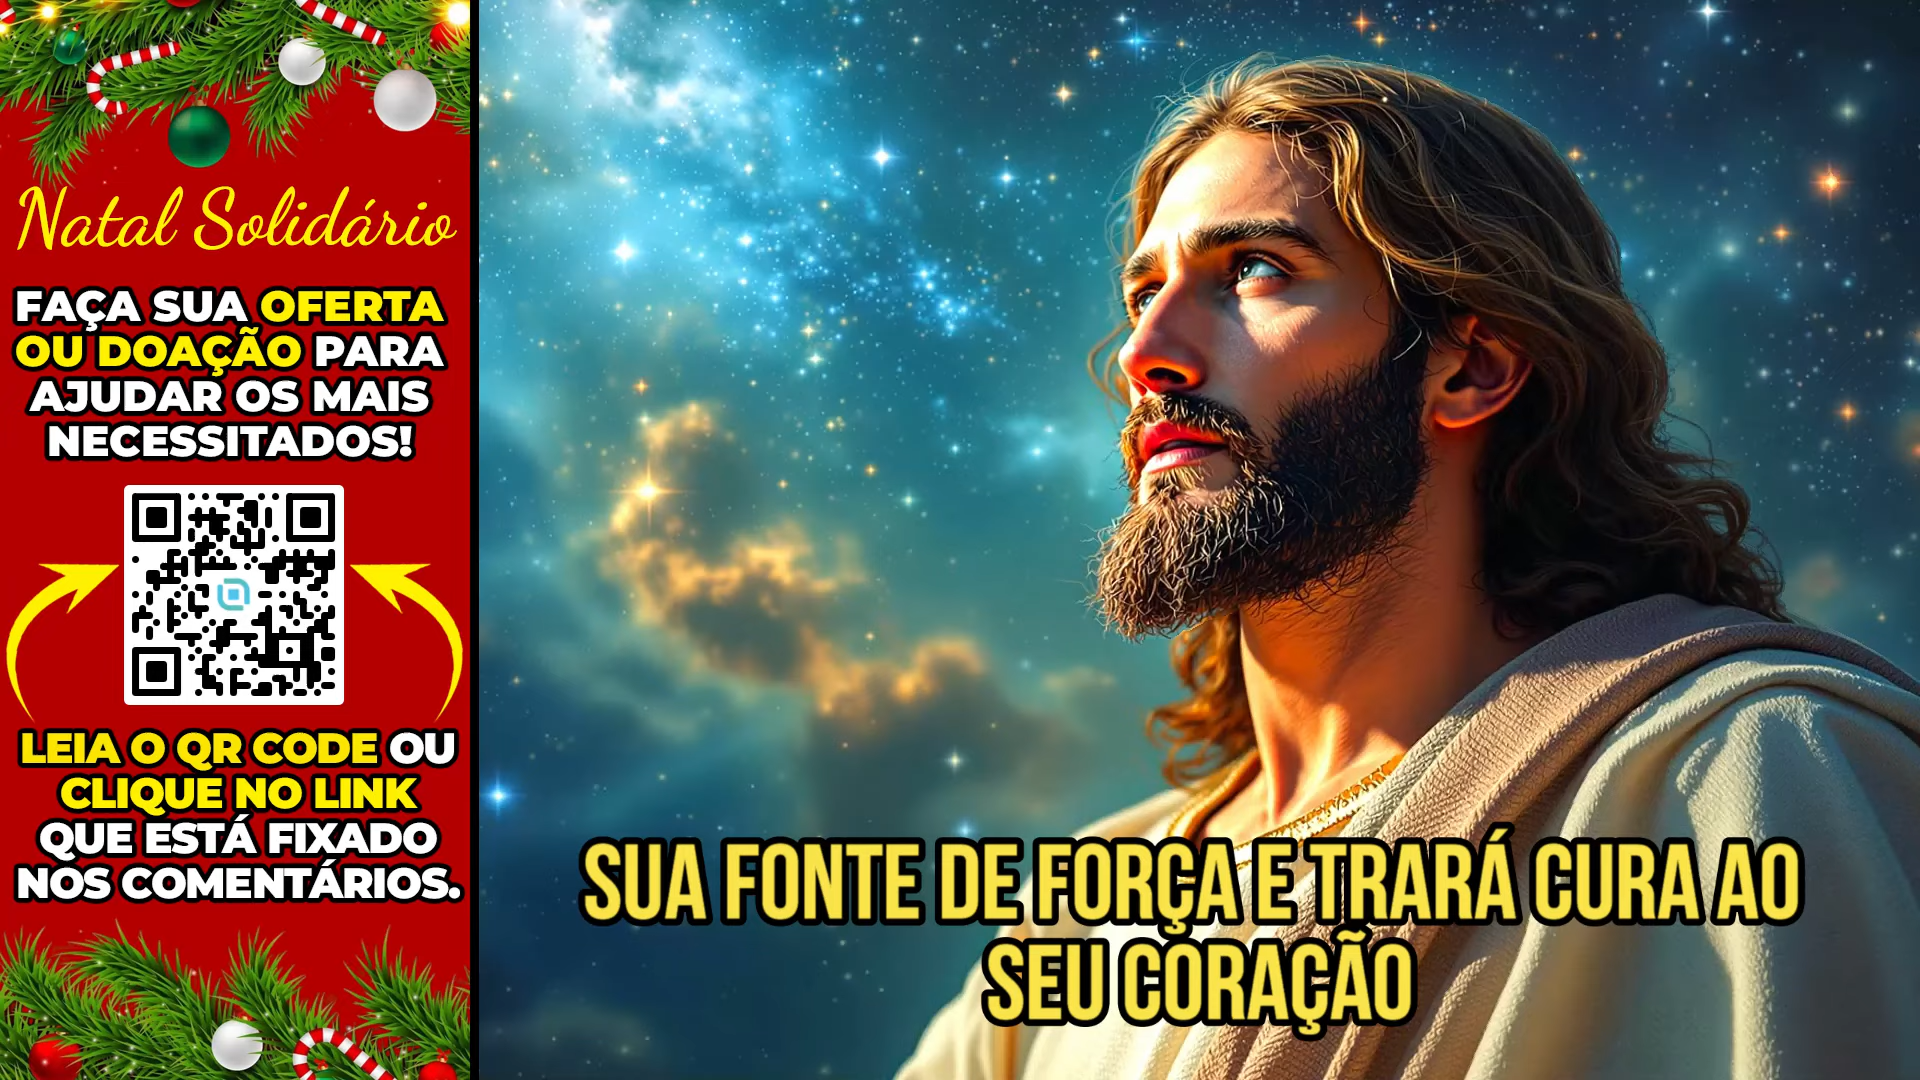 Natal Solidário
FAÇA SUA OFERTA
OU DOAÇÃO PARA
AJUDAR OS MAIS
NECESSITADOS!
LEIA O QR CODE OU
CLIQUE NO LINK
QUE ESTÁ FIXADO
NOS COMENTÁRIOS.
SUA FONTE DE FORÇA E TRARÁ CURA AO
SEU CORAÇÃO